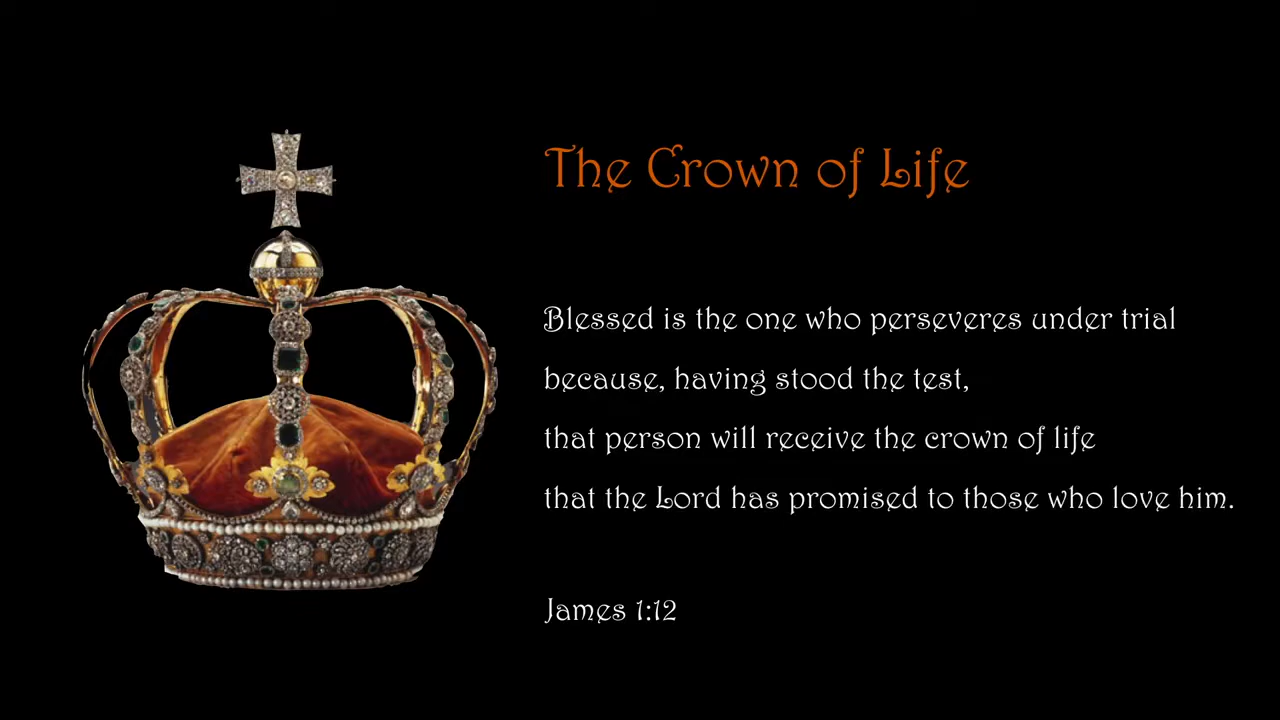 The Crown of Life
Blessed is the one who perseveres under trial
because, having stood the test,
that person will receive the crown of life
that the Lord has promised to those who love him.
James 1:12